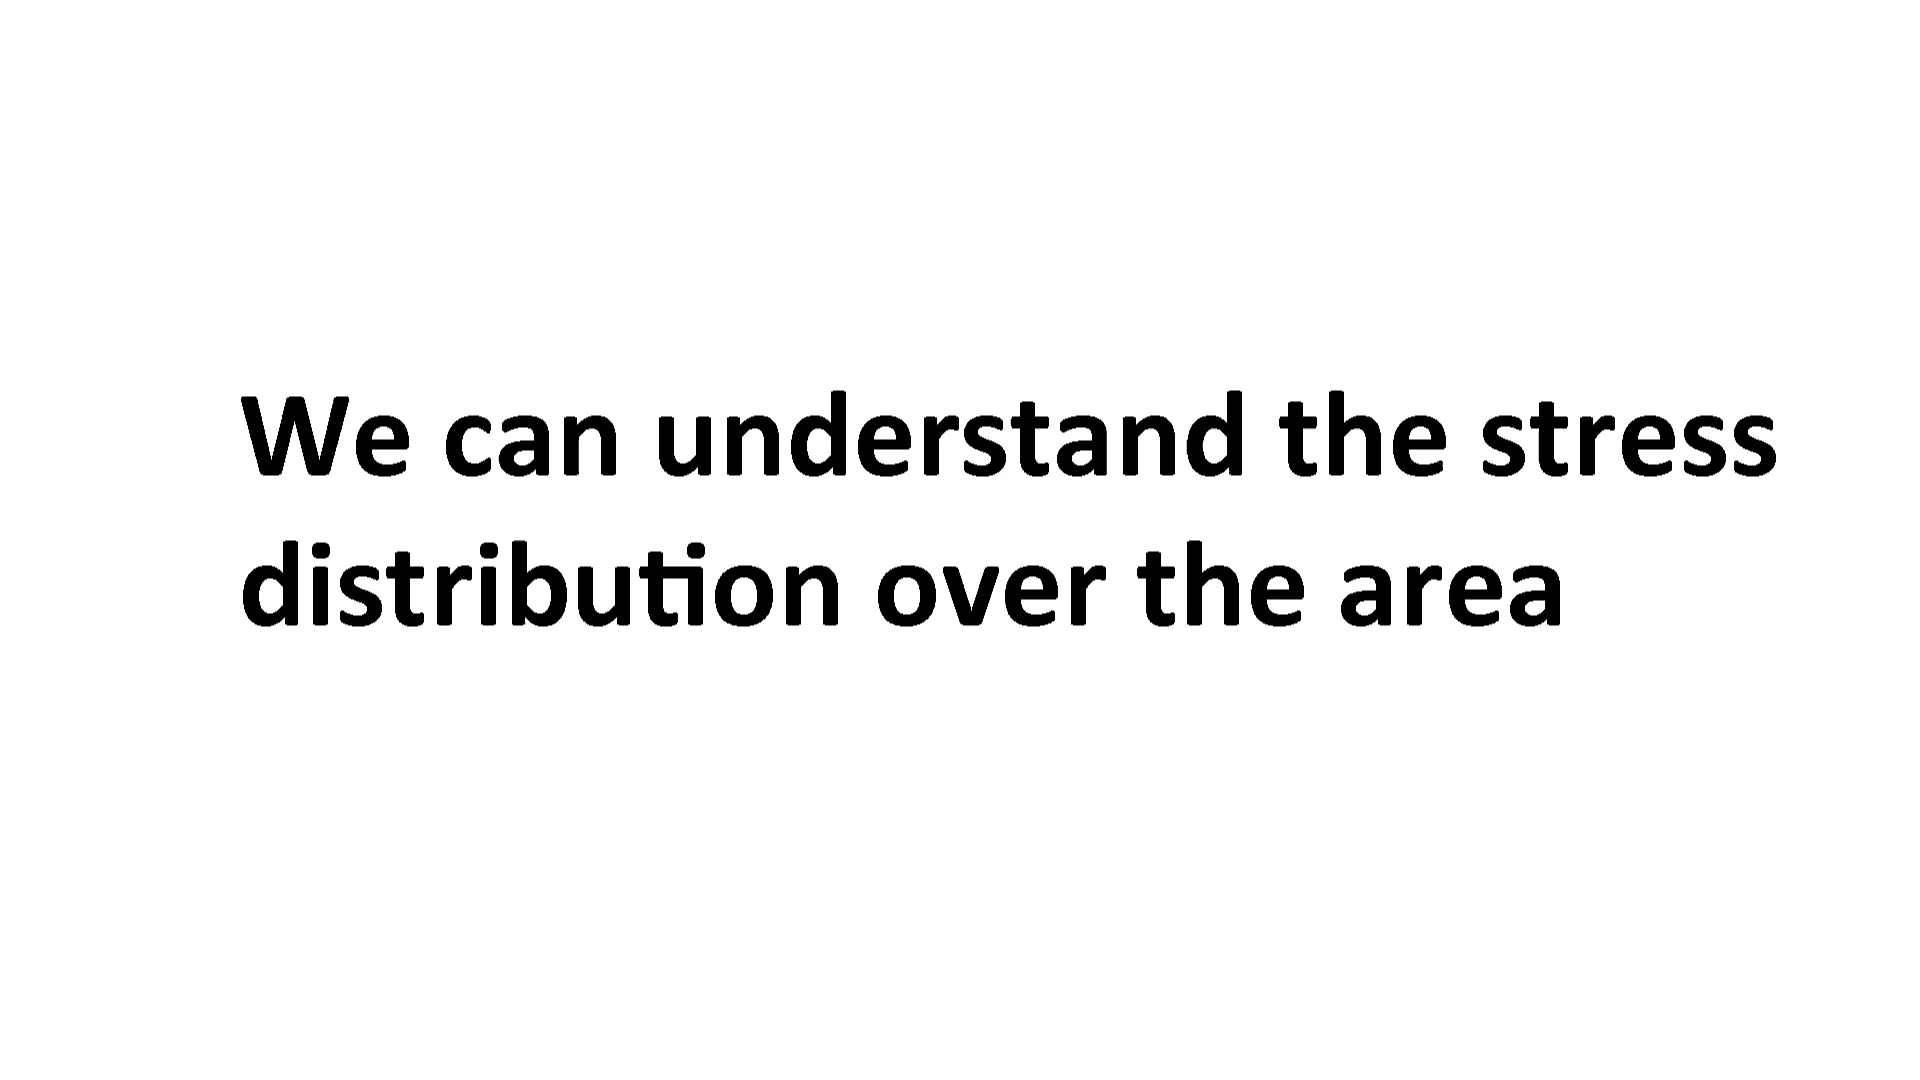 We can understand the stress
distribution over the area